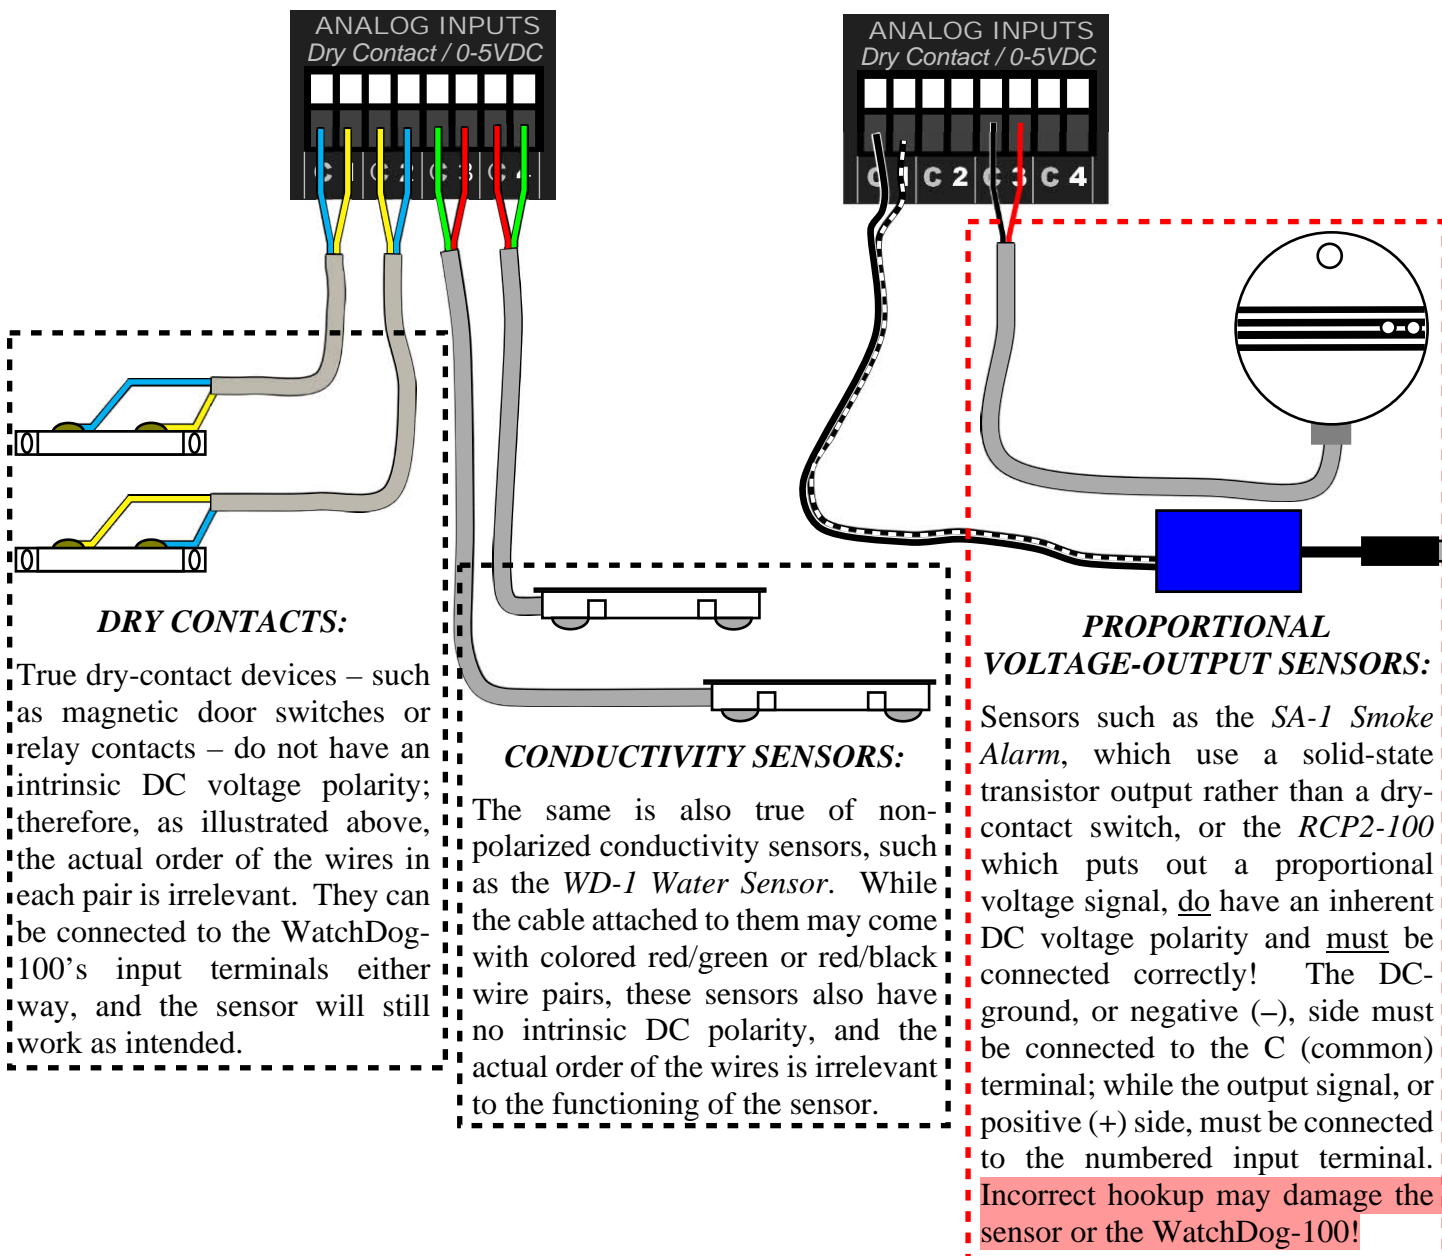 ANALOG INPUTS
Dry Contact / 0-5VDC
C 1 C 2 C 3 C 4
ANALOG INPUTS
Dry Contact / 0-5VDC
C 1 C 2 C 3 C 4
DRY CONTACTS:
True dry-contact devices – such
as magnetic door switches or
relay contacts – do not have an
intrinsic DC voltage polarity;
therefore, as illustrated above,
the actual order of the wires in
each pair is irrelevant. They can
be connected to the WatchDog-
100's input terminals either
way, and the sensor will still
work as intended.
CONDUCTIVITY SENSORS:
The same is also true of non-
polarized conductivity sensors, such
as the WD-1 Water Sensor. While
the cable attached to them may come
with colored red/green or red/black
wire pairs, these sensors also have
no intrinsic DC polarity, and the
actual order of the wires is irrelevant
to the functioning of the sensor.
PROPORTIONAL
VOLTAGE-OUTPUT SENSORS:
Sensors such as the SA-1 Smoke
Alarm, which use a solid-state
transistor output rather than a dry-
contact switch, or the RCP2-100
which puts out a proportional
voltage signal, do have an inherent
DC voltage polarity and must be
connected correctly! The DC-
ground, or negative (–), side must
be connected to the C (common)
terminal; while the output signal, or
positive (+) side, must be connected
to the numbered input terminal.
Incorrect hookup may damage the
sensor or the WatchDog-100!